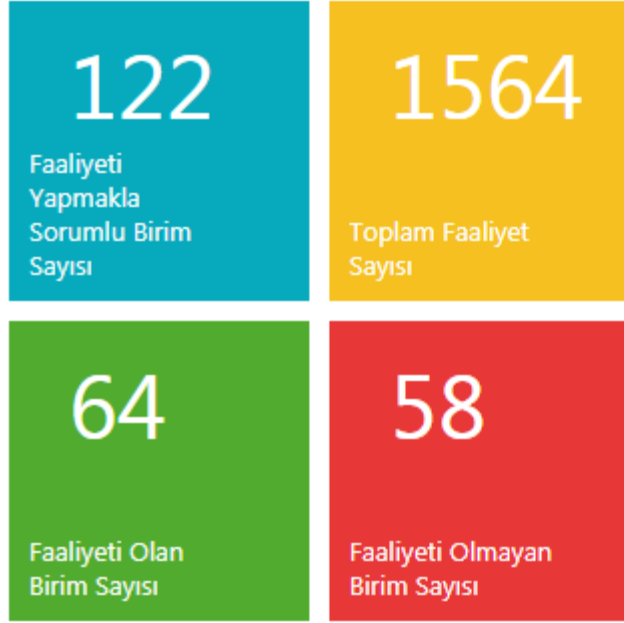 122
Faaliyeti
Yapmakla
Sorumlu Birim
Sayısı
1564
Toplam Faaliyet
Sayısı
64
Faaliyeti Olan
Birim Sayısı
58
Faaliyeti Olmayan
Birim Sayısı